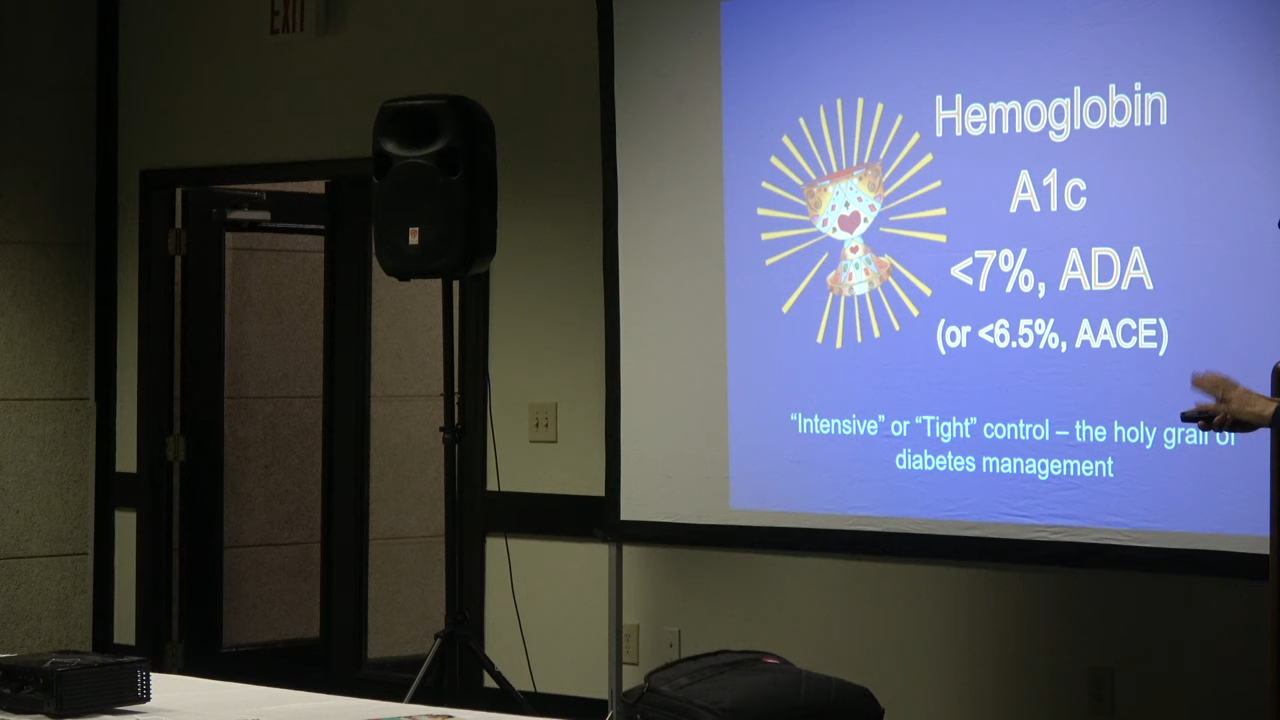 EXIT
Hemoglobin
A1c
<7%, ADA
(or <6.5%, AACE)
“Intensive” or “Tight” control – the holy grail of
diabetes management